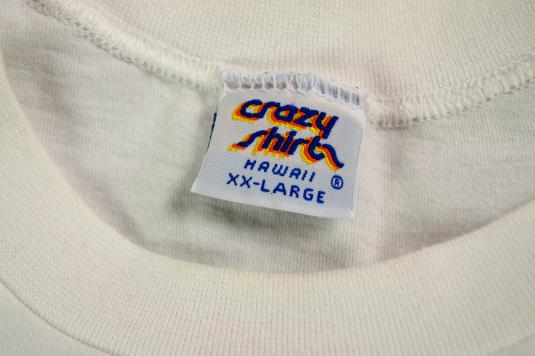 crazy
shirts
HAWAII ®
XX-LARGE